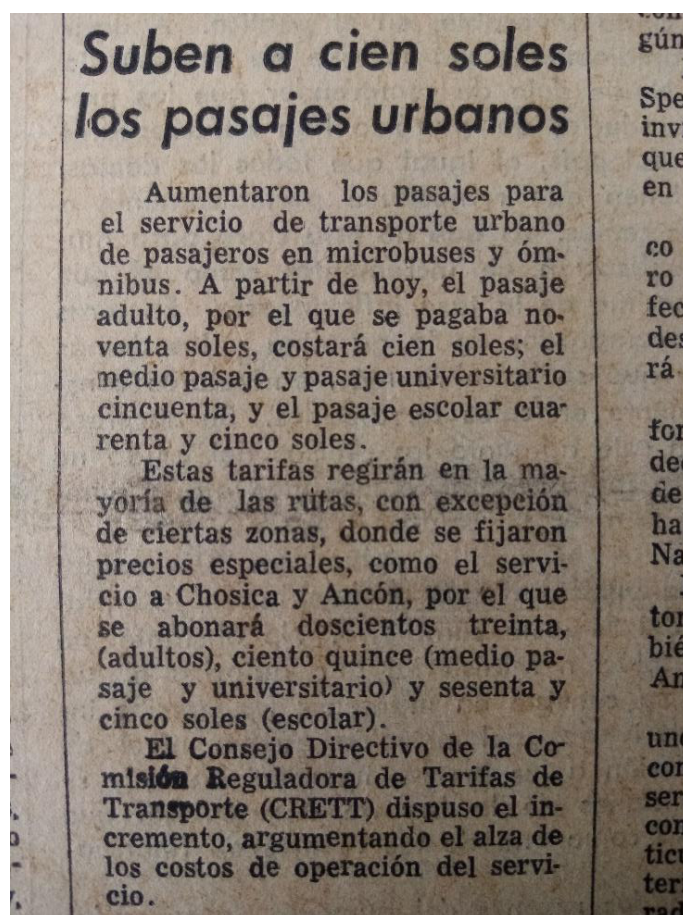 Suben a cien soles
los pasajes urbanos
Aumentaron los pasajes para
el servicio de transporte urbano
de pasajeros en microbuses y óm-
nibus. A partir de hoy, el pasaje
adulto, por el que se pagaba no-
venta soles, costará cien soles; el
medio pasaje y pasaje universitario
cincuenta, y el pasaje escolar cua-
renta y cinco soles.
Estas tarifas regirán en la ma-
yoría de las rutas, con excepción
de ciertas zonas, donde se fijaron
precios especiales, como el servi-
cio a Chosica y Ancón, por el que
se abonará doscientos treinta,
(adultos), ciento quince (medio pa-
saje y universitario) y sesenta y
cinco soles (escolar).
El Consejo Directivo de la Co-
misión Reguladora de Tarifas de
Transporte (CRETT) dispuso el in-
cremento, argumentando el alza de
los costos de operación del servi-
cio.